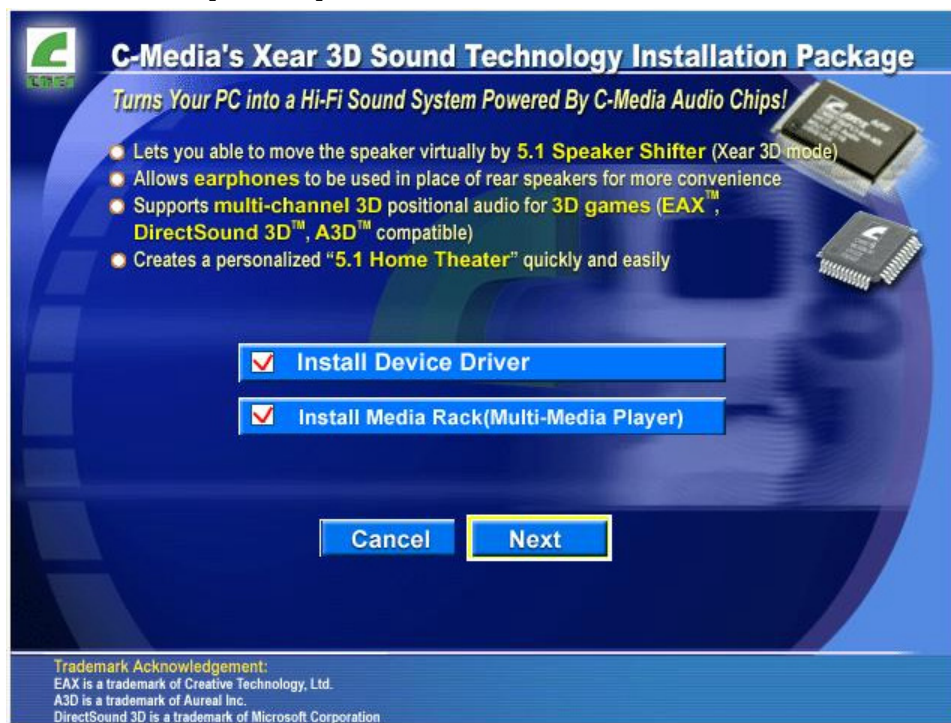 C-Media's Xear 3D Sound Technology Installation Package
Turns Your PC into a Hi-Fi Sound System Powered By C-Media Audio Chips!
Lets you able to move the speaker virtually by 5.1 Speaker Shifter (Xear 3D mode)
Allows earphones to be used in place of rear speakers for more convenience
Supports multi-channel 3D positional audio for 3D games (EAX™,
DirectSound 3D™, A3D™ compatible)
Creates a personalized “5.1 Home Theater” quickly and easily
Install Device Driver
Install Media Rack(Multi-Media Player)
Cancel
Next
Trademark Acknowledgement:
EAX is a trademark of Creative Technology, Ltd.
A3D is a trademark of Aureal Inc.
DirectSound 3D is a trademark of Microsoft Corporation